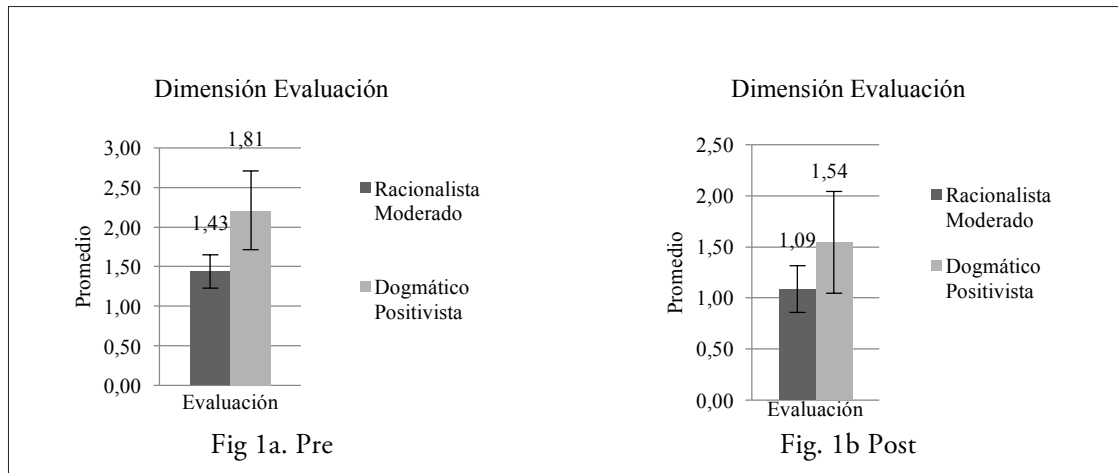 Dimensión Evaluación
3,00
2,50
2,00
1,50
1,00
0,50
0,00
Promedio
1,43
1,81
Evaluación
Racionalista
Moderado
Dogmático
Positivista
Fig 1a. Pre
Dimensión Evaluación
2,50
2,00
1,50
1,00
0,50
0,00
Promedio
1,09
1,54
Evaluación
Racionalista
Moderado
Dogmático
Positivista
Fig. 1b Post